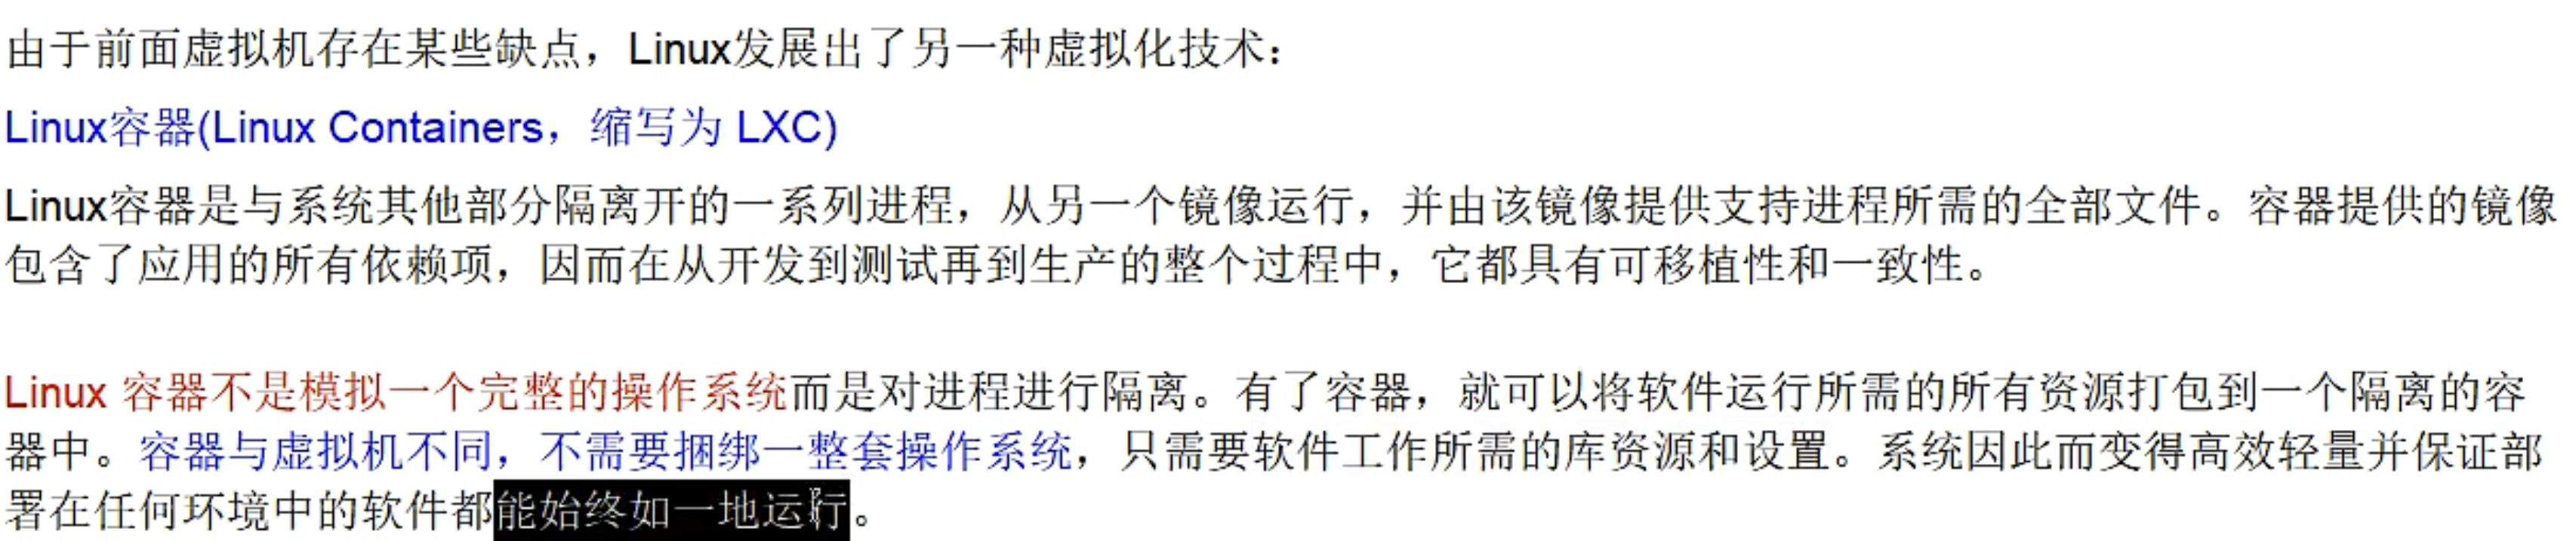 由于前面虚拟机存在某些缺点，Linux发展出了另一种虚拟化技术：
Linux容器(Linux Containers，缩写为 LXC)
Linux容器是与系统其他部分隔离开的一系列进程，从另一个镜像运行，并由该镜像提供支持进程所需的全部文件。容器提供的镜像
包含了应用的所有依赖项，因而在从开发到测试再到生产的整个过程中，它都具有可移植性和一致性。
Linux 容器不是模拟一个完整的操作系统而是对进程进行隔离。有了容器，就可以将软件运行所需的所有资源打包到一个隔离的容
器中。容器与虚拟机不同，不需要捆绑一整套操作系统，只需要软件工作所需的库资源和设置。系统因此而变得高效轻量并保证部
署在任何环境中的软件都能始终如一地运行。